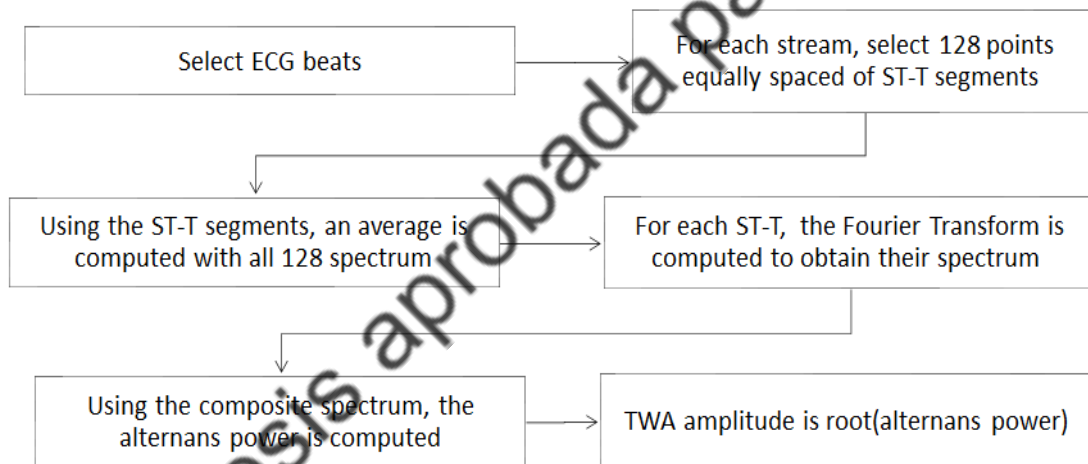 Select ECG beats
For each stream, select 128 points
equally spaced of ST-T segments
Using the ST-T segments, an average is
computed with all 128 spectrum
For each ST-T, the Fourier Transform is
computed to obtain their spectrum
Using the composite spectrum, the
alternans power is computed
TWA amplitude is root(alternans power)
aprobada